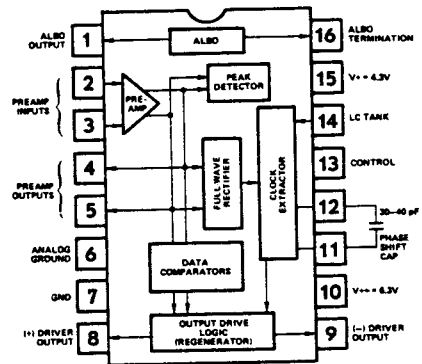 ALBO
OUTPUT
1
ALBO
16
ALBO
TERMINATION
2
PREAMP
INPUTS
3
PRE-
AMP
PEAK
DETECTOR
15
V+ = 4.3V
14
LC TANK
4
PREAMP
OUTPUTS
5
FULL WAVE
RECTIFIER
CLOCK
EXTRACTOR
13
CONTROL
12
30–40 pF
11
PHASE
SHIFT
CAP
ANALOG
GROUND
6
DATA
COMPARATORS
GND
7
10
V++ = 6.3V
(+) DRIVER
OUTPUT
8
OUTPUT DRIVE
LOGIC
(REGENERATOR)
9
(–) DRIVER
OUTPUT